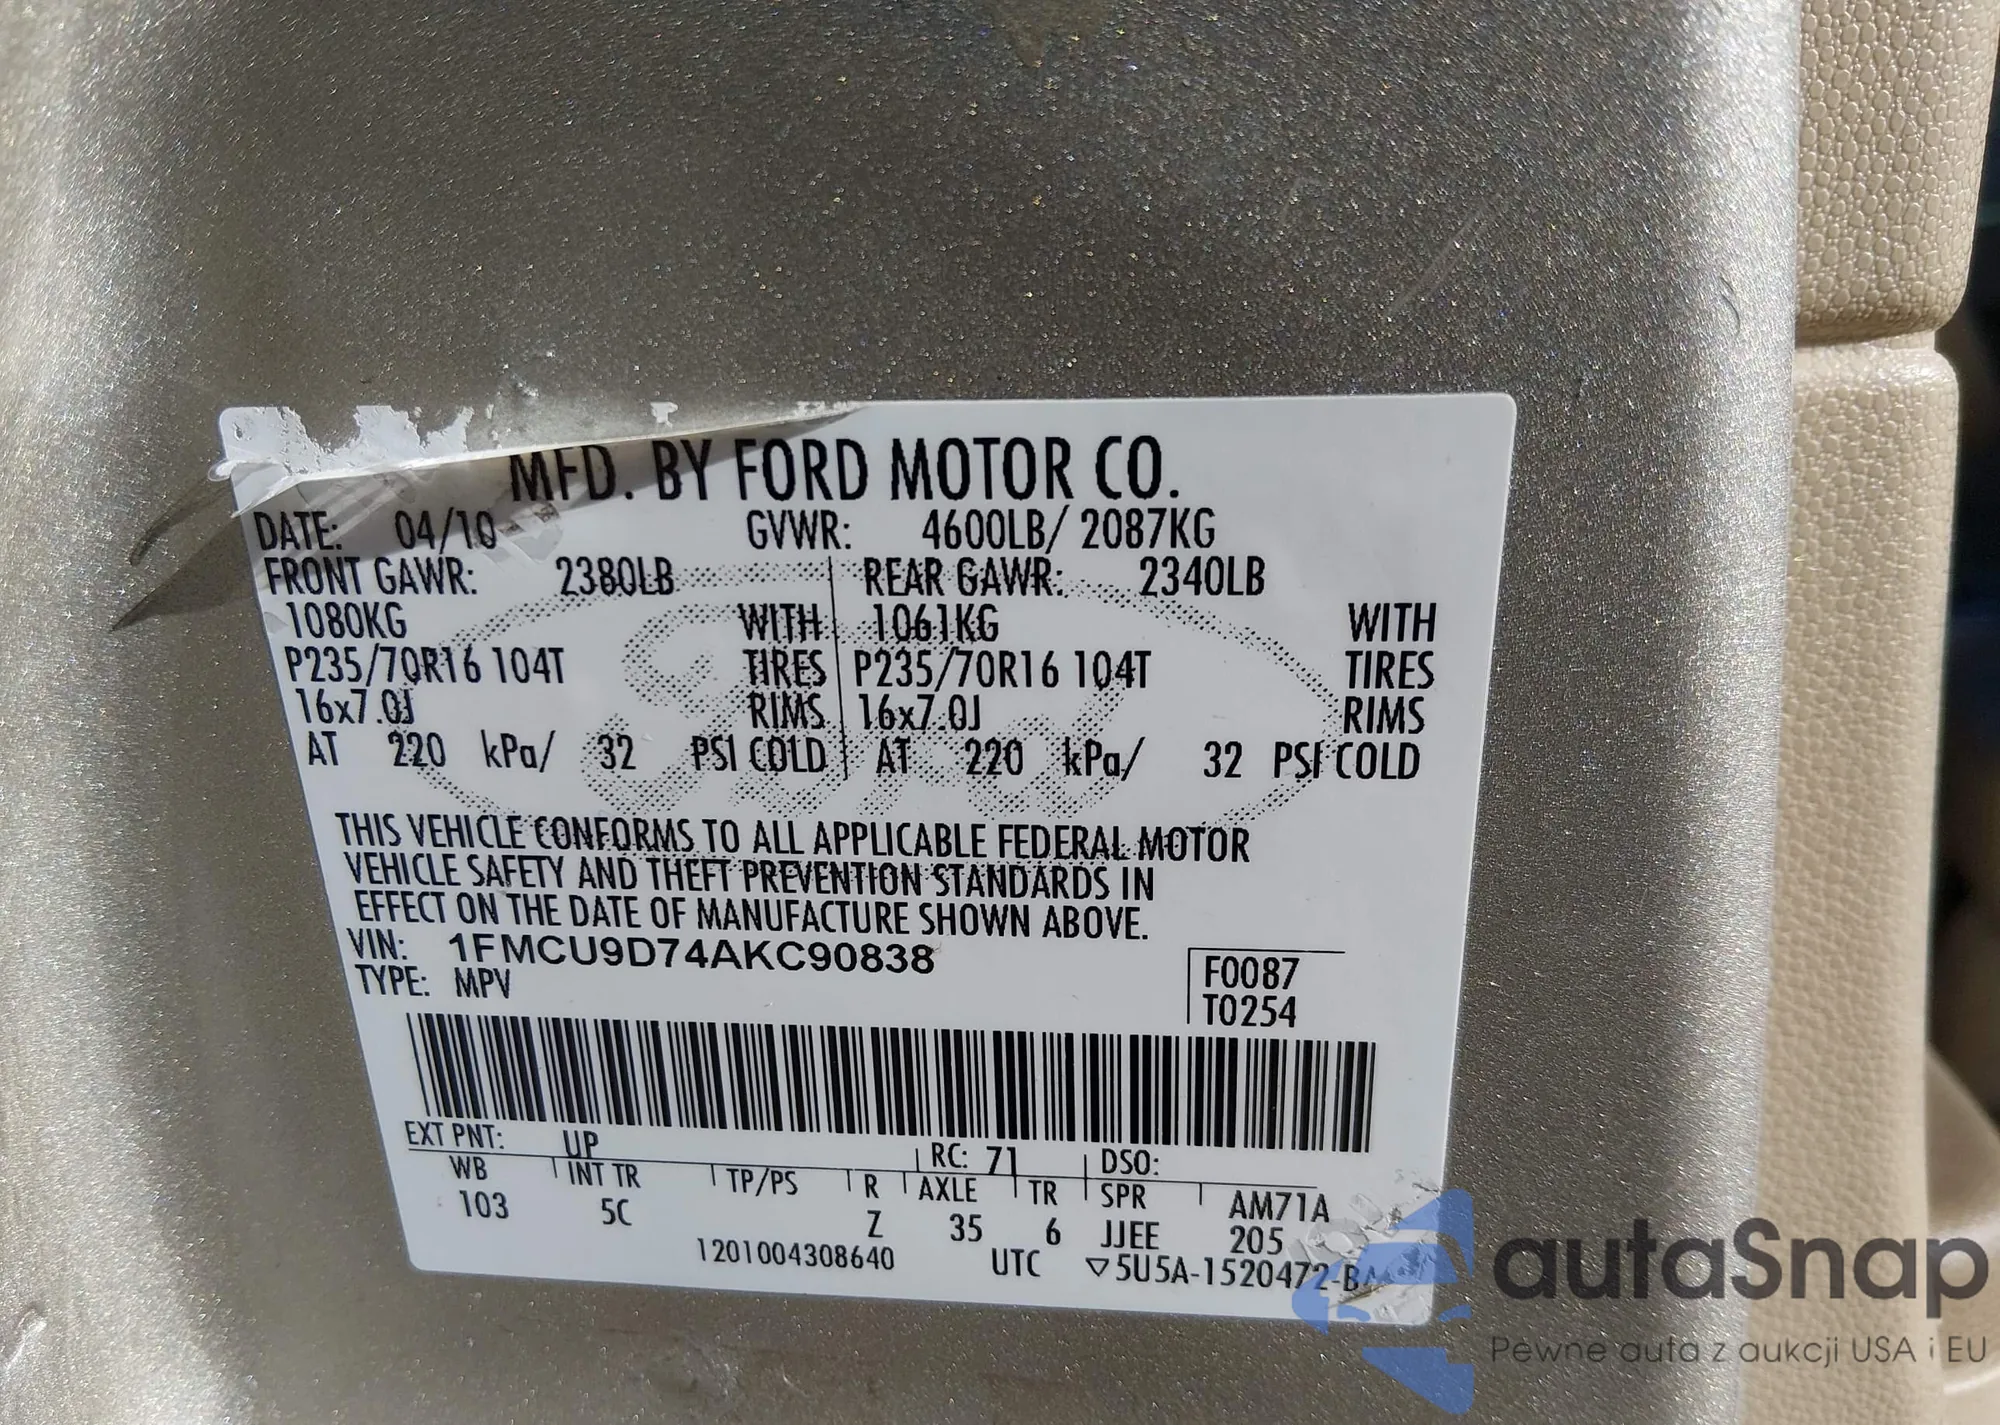 MFD. BY FORD MOTOR CO.
DATE: 04/10 GVWR: 4600LB/ 2087KG
FRONT GAWR: 2380LB REAR GAWR: 2340LB
1080KG WITH 1061KG WITH
P235/70R16 104T TIRES P235/70R16 104T TIRES
16x7.0J RIMS 16x7.0J RIMS
AT 220 kPa/ 32 PSI COLD AT 220 kPa/ 32 PSI COLD
THIS VEHICLE CONFORMS TO ALL APPLICABLE FEDERAL MOTOR
VEHICLE SAFETY AND THEFT PREVENTION STANDARDS IN
EFFECT ON THE DATE OF MANUFACTURE SHOWN ABOVE.
VIN: 1FMCU9D74AKC90838
TYPE: MPV
F0087
T0254
EXT PNT: UP RC: 71 DSO:
WB INT TR TP/PS R AXLE TR SPR AM71A
103 5C Z 35 6 JJEE 205
1201004308640 UTC ▽5U5A-1520472-BA
Ford
autaSnap
Pewne auta z aukcji USA i EU